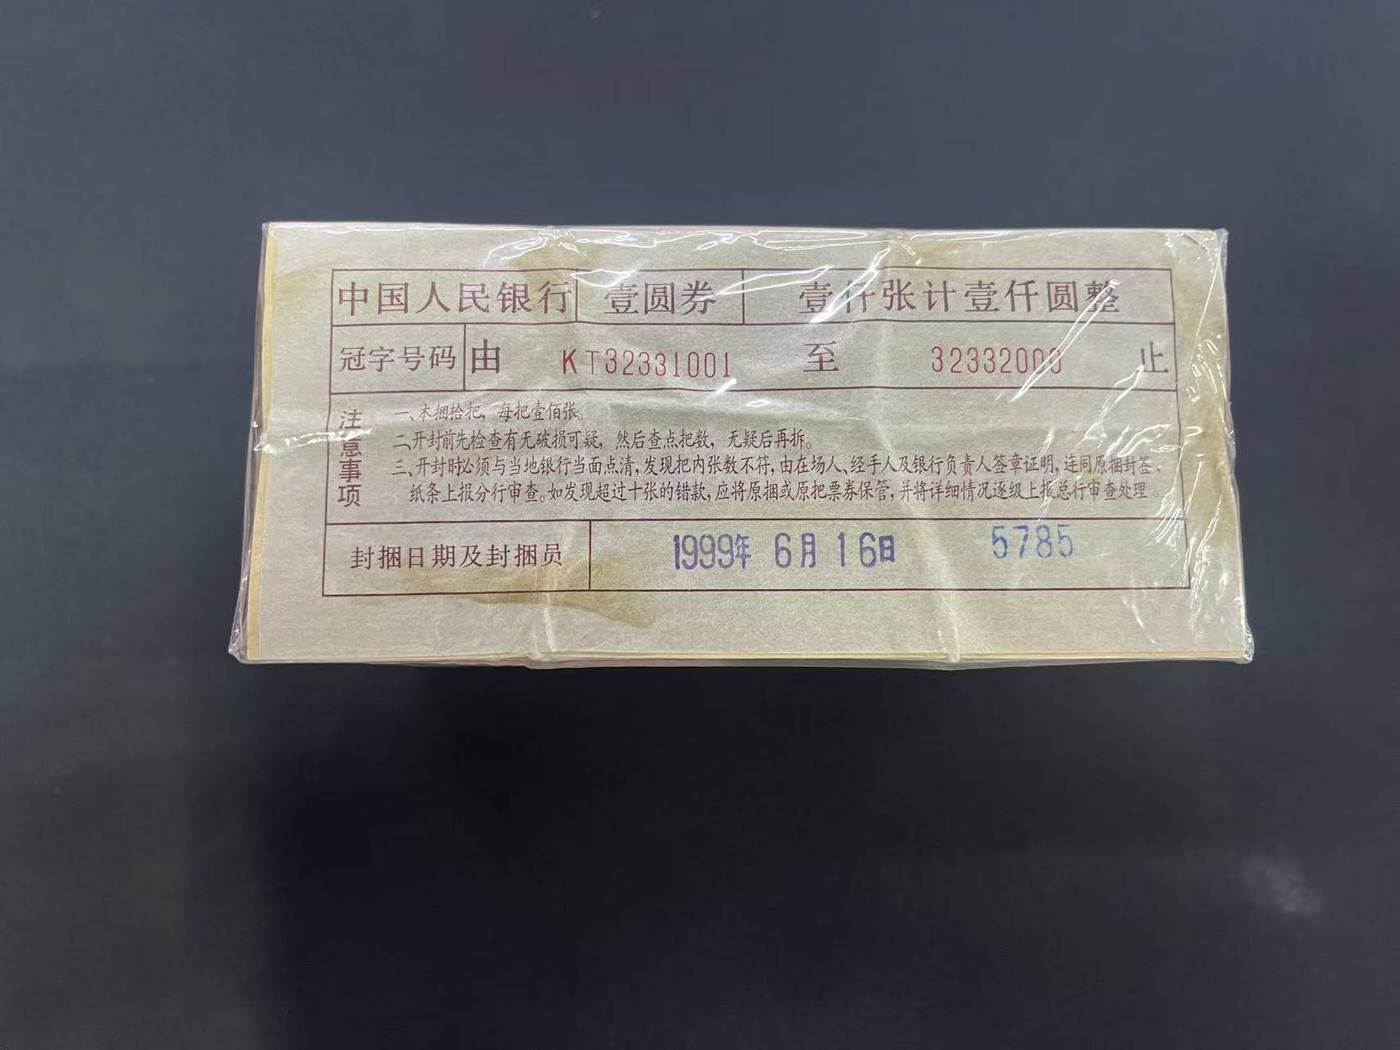 中国人民银行 壹圆券 壹仟张计壹仟圆整
冠字号码 由 KT32331001 至 32332000 止
注意事项
一、本捆拾把，每把壹佰张。
二、开封前先检查有无破损可疑，然后查点把数，无疑后再拆。
三、开封时必须与当地银行当面点清，发现把内张数不符，由在场人、经手人及银行负责人签章证明，连同原捆封签、
纸条上报分行审查。如发现超过十张的错款，应将原捆或原把票券保管，并将详细情况逐级上报总行审查处理。
封捆日期及封捆员 1999年 6月 16日 5785